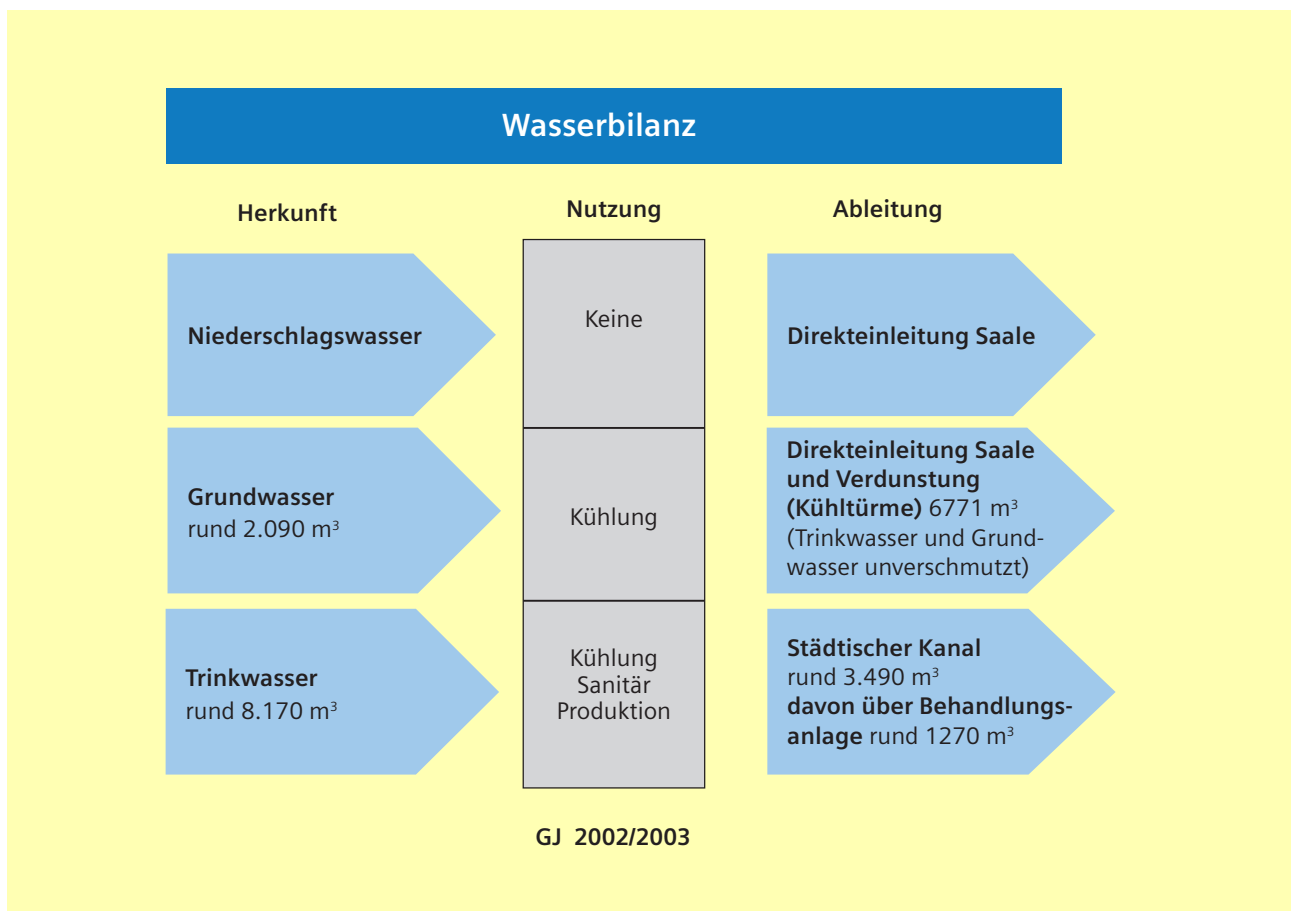 Wasserbilanz
Herkunft
Nutzung
Ableitung
Niederschlagswasser
Keine
Direkteinleitung Saale
Grundwasser
rund 2.090 m³
Kühlung
Direkteinleitung Saale
und Verdunstung
(Kühltürme) 6771 m³
(Trinkwasser und Grund-
wasser unverschmutzt)
Trinkwasser
rund 8.170 m³
Kühlung
Sanitär
Produktion
Städtischer Kanal
rund 3.490 m³
davon über Behandlungs-
anlage rund 1270 m³
GJ 2002/2003